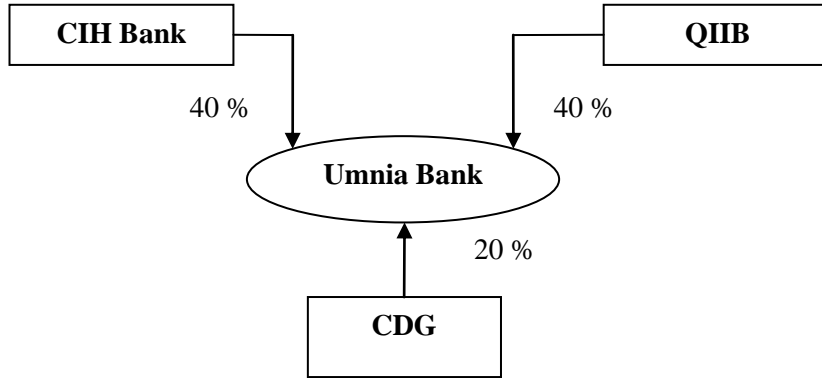 CIH Bank
QIIB
40 %
40 %
Umnia Bank
20 %
CDG